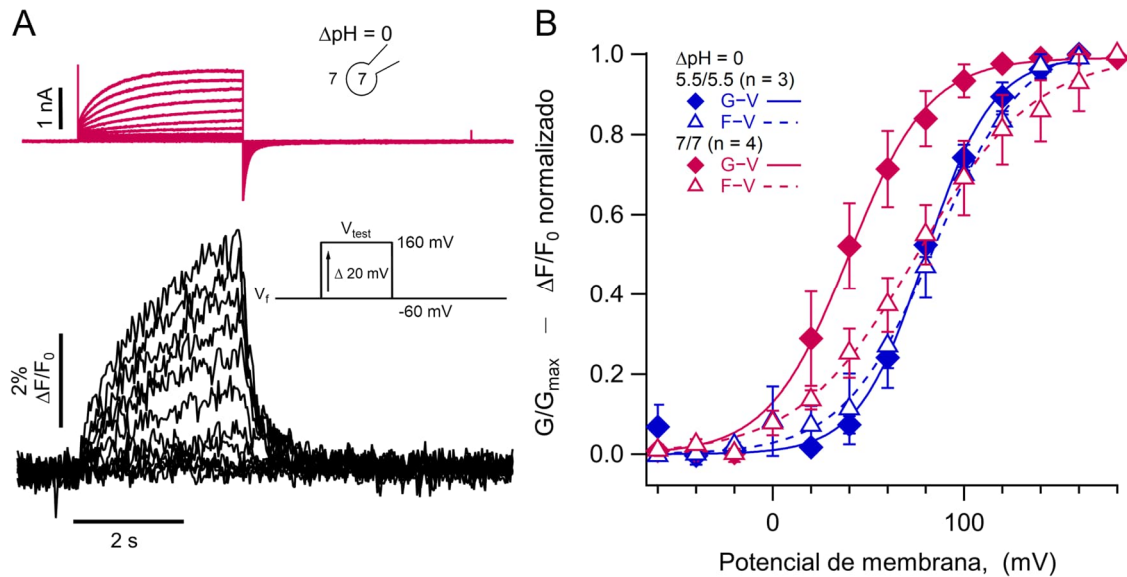 A
ΔpH = 0
7 7
1 nA
V_test
160 mV
Δ 20 mV
V_f
-60 mV
2%
ΔF/F_0
2 s
B
ΔpH = 0
5.5/5.5 (n = 3)
G-V
F-V
7/7 (n = 4)
G-V
F-V
1.0
0.8
0.6
0.4
0.2
0.0
G/G_max — ΔF/F_0 normalizado
0 100
Potencial de membrana, (mV)